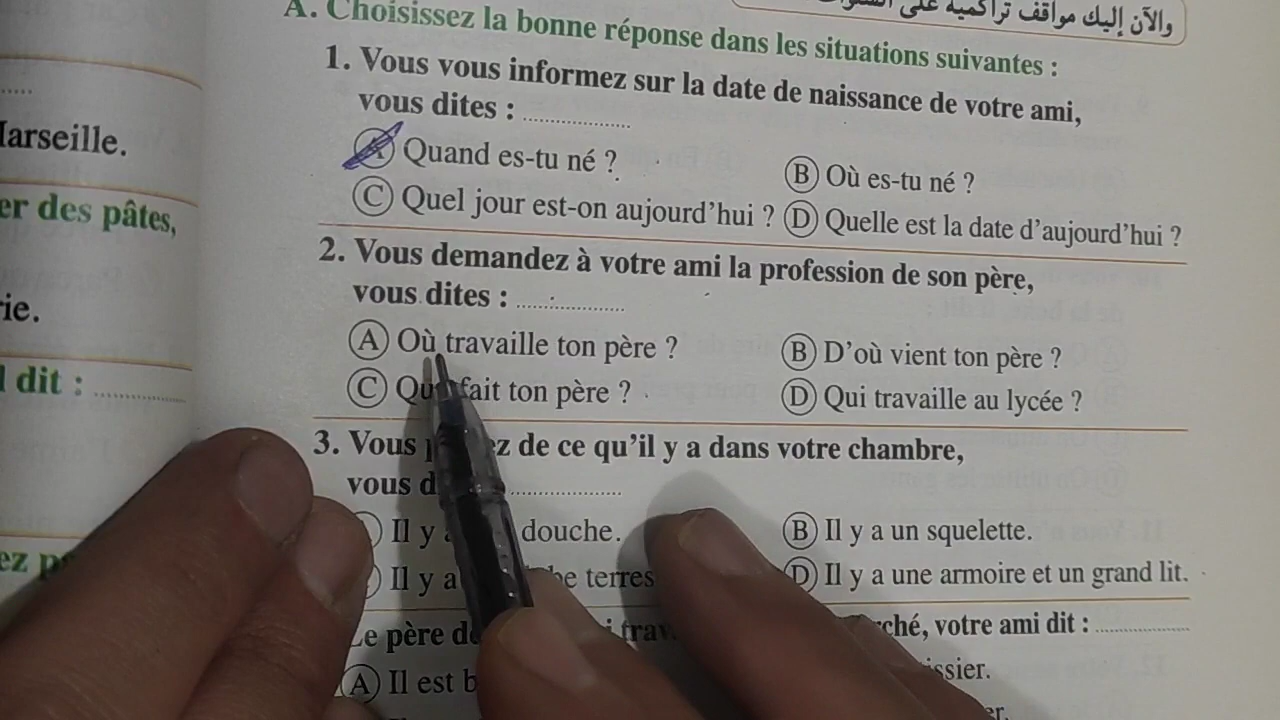 والآن إليك مواقف تراكمية على
A. Choisissez la bonne réponse dans les situations suivantes :
1. Vous vous informez sur la date de naissance de votre ami,
vous dites : ....................
A Quand es-tu né ?
B Où es-tu né ?
C Quel jour est-on aujourd’hui ?
D Quelle est la date d’aujourd’hui ?
2. Vous demandez à votre ami la profession de son père,
vous dites : ....................
A Où travaille ton père ?
B D’où vient ton père ?
C fait ton père ?
D Qui travaille au lycée ?
3. Vous de ce qu’il y a dans votre chambre,
vous ....................
Il y douche.
B Il y a un squelette.
Il y a terres
D Il y a une armoire et un grand lit.
père votre ami dit : ....................
A Il est
Marseille.
des pâtes,
dit : ....................